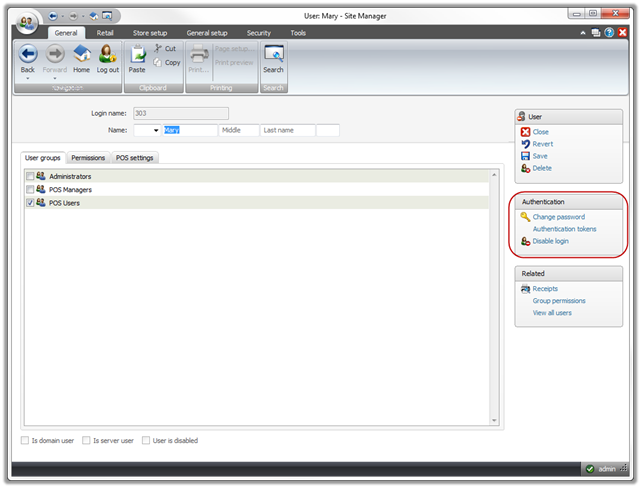 User: Mary - Site Manager
General Retail Store setup General setup Security Tools
Back Forward Home Log out Paste Cut Copy Print... Page setup... Print preview Search
Navigation Clipboard Printing Search
Login name: 303
Name: Mary Middle Last name
User groups Permissions POS settings
Administrators
POS Managers
POS Users
User
Close
Revert
Save
Delete
Authentication
Change password
Authentication tokens
Disable login
Related
Receipts
Group permissions
View all users
Is domain user Is server user User is disabled
admin